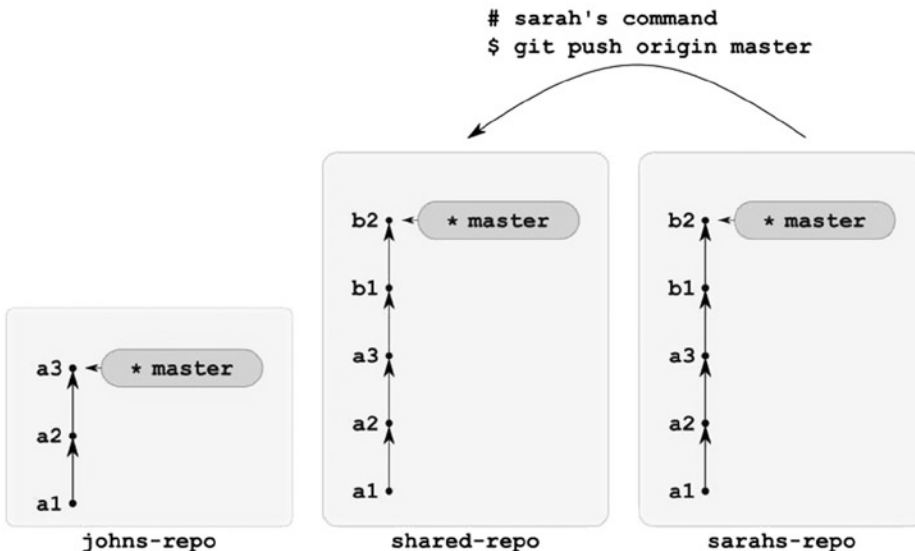 # sarah's command
$ git push origin master
a3
* master
a2
a1
johns-repo
b2
* master
b1
a3
a2
a1
shared-repo
b2
* master
b1
a3
a2
a1
sarahs-repo